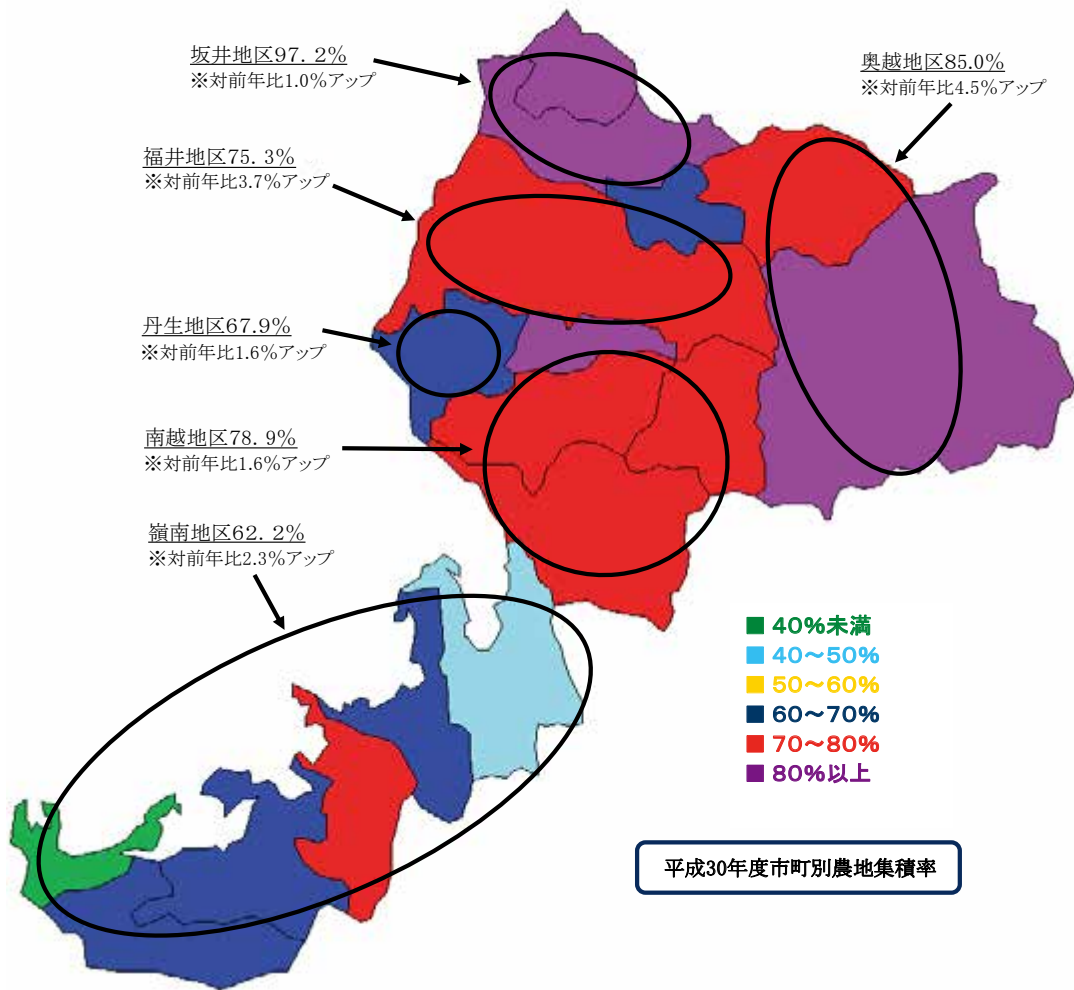 坂井地区97.2%
※対前年比1.0%アップ
奥越地区85.0%
※対前年比4.5%アップ
福井地区75.3%
※対前年比3.7%アップ
丹生地区67.9%
※対前年比1.6%アップ
南越地区78.9%
※対前年比1.6%アップ
嶺南地区62.2%
※対前年比2.3%アップ
40%未満
40～50%
50～60%
60～70%
70～80%
80%以上
平成30年度市町別農地集積率